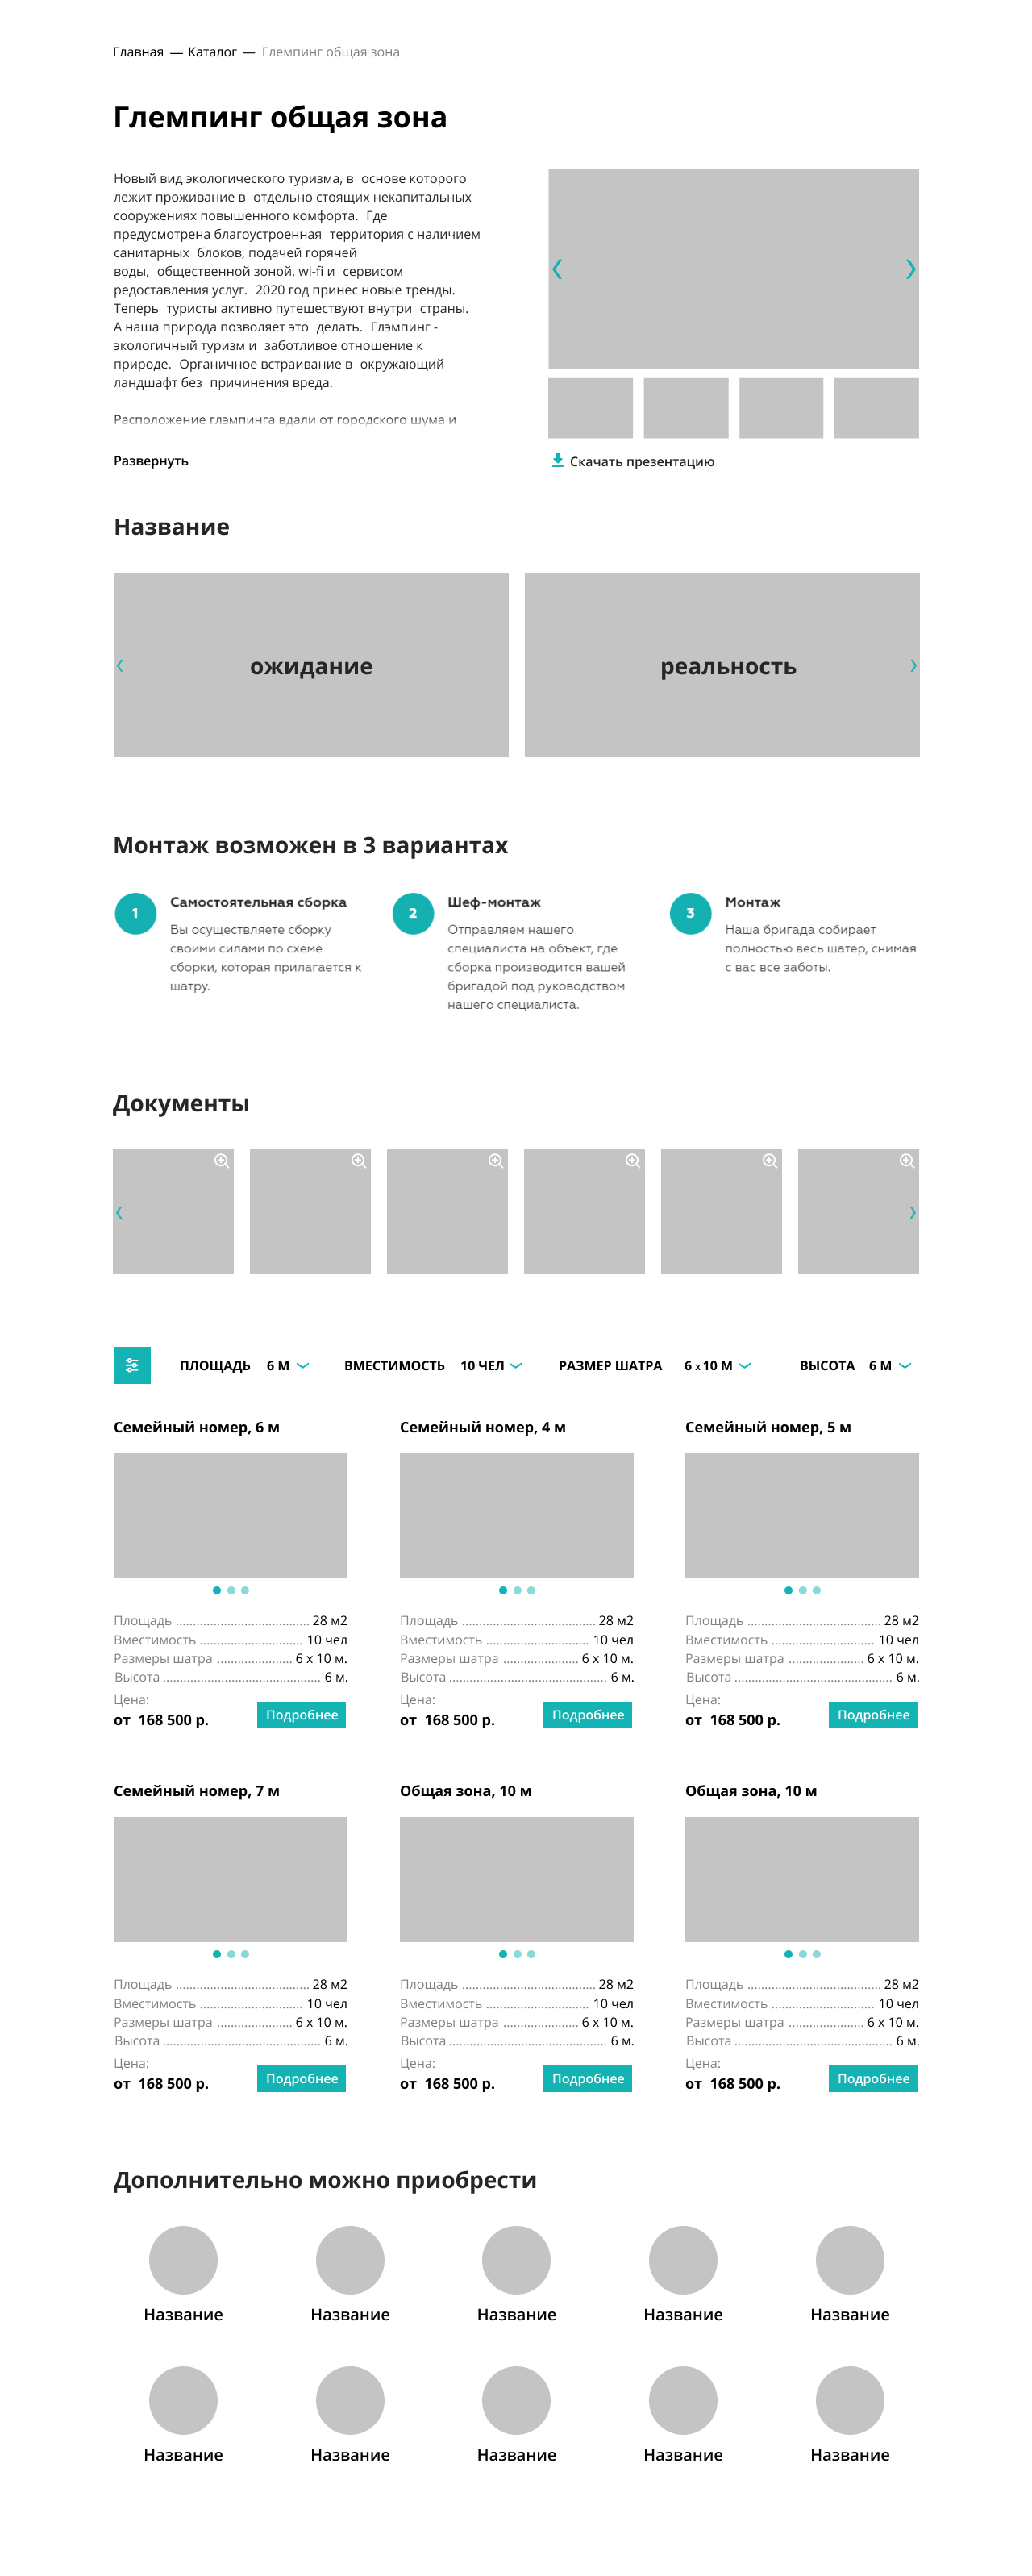 Главная — Каталог — Глемпинг общая зона
Глемпинг общая зона
Новый вид экологического туризма, в основе которого
лежит проживание в отдельно стоящих некапитальных
сооружениях повышенного комфорта. Где
предусмотрена благоустроенная территория с наличием
санитарных блоков, подачей горячей
воды, общественной зоной, wi-fi и сервисом
редоставления услуг. 2020 год принес новые тренды.
Теперь туристы активно путешествуют внутри страны.
А наша природа позволяет это делать. Глэмпинг -
экологичный туризм и заботливое отношение к
природе. Органичное встраивание в окружающий
ландшафт без причинения вреда.
Расположение глэмпинга вдали от городского шума и
Развернуть
Скачать презентацию
Название
ожидание
реальность
Монтаж возможен в 3 вариантах
1
Самостоятельная сборка
Вы осуществляете сборку
своими силами по схеме
сборки, которая прилагается к
шатру.
2
Шеф-монтаж
Отправляем нашего
специалиста на объект, где
сборка производится вашей
бригадой под руководством
нашего специалиста.
3
Монтаж
Наша бригада собирает
полностью весь шатер, снимая
с вас все заботы.
Документы
ПЛОЩАДЬ 6 М ВМЕСТИМОСТЬ 10 ЧЕЛ РАЗМЕР ШАТРА 6 х 10 М ВЫСОТА 6 М
Семейный номер, 6 м
Площадь ........ 28 м2
Вместимость ........ 10 чел
Размеры шатра ........ 6 х 10 м.
Высота ........ 6 м.
Цена:
от 168 500 р.
Подробнее
Семейный номер, 4 м
Площадь ........ 28 м2
Вместимость ........ 10 чел
Размеры шатра ........ 6 х 10 м.
Высота ........ 6 м.
Цена:
от 168 500 р.
Подробнее
Семейный номер, 5 м
Площадь ........ 28 м2
Вместимость ........ 10 чел
Размеры шатра ........ 6 х 10 м.
Высота ........ 6 м.
Цена:
от 168 500 р.
Подробнее
Семейный номер, 7 м
Площадь ........ 28 м2
Вместимость ........ 10 чел
Размеры шатра ........ 6 х 10 м.
Высота ........ 6 м.
Цена:
от 168 500 р.
Подробнее
Общая зона, 10 м
Площадь ........ 28 м2
Вместимость ........ 10 чел
Размеры шатра ........ 6 х 10 м.
Высота ........ 6 м.
Цена:
от 168 500 р.
Подробнее
Общая зона, 10 м
Площадь ........ 28 м2
Вместимость ........ 10 чел
Размеры шатра ........ 6 х 10 м.
Высота ........ 6 м.
Цена:
от 168 500 р.
Подробнее
Дополнительно можно приобрести
Название Название Название Название Название
Название Название Название Название Название